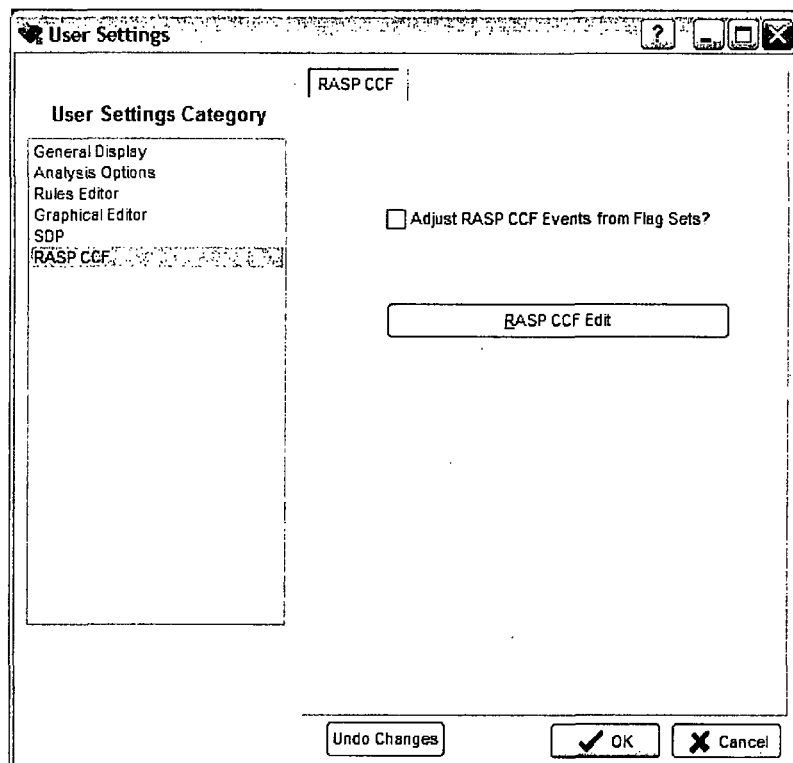 User Settings
?
RASP CCF
User Settings Category
General Display
Analysis Options
Rules Editor
Graphical Editor
SDP
RASP CCF
Adjust RASP CCF Events from Flag Sets?
RASP CCF Edit
Undo Changes
OK
Cancel